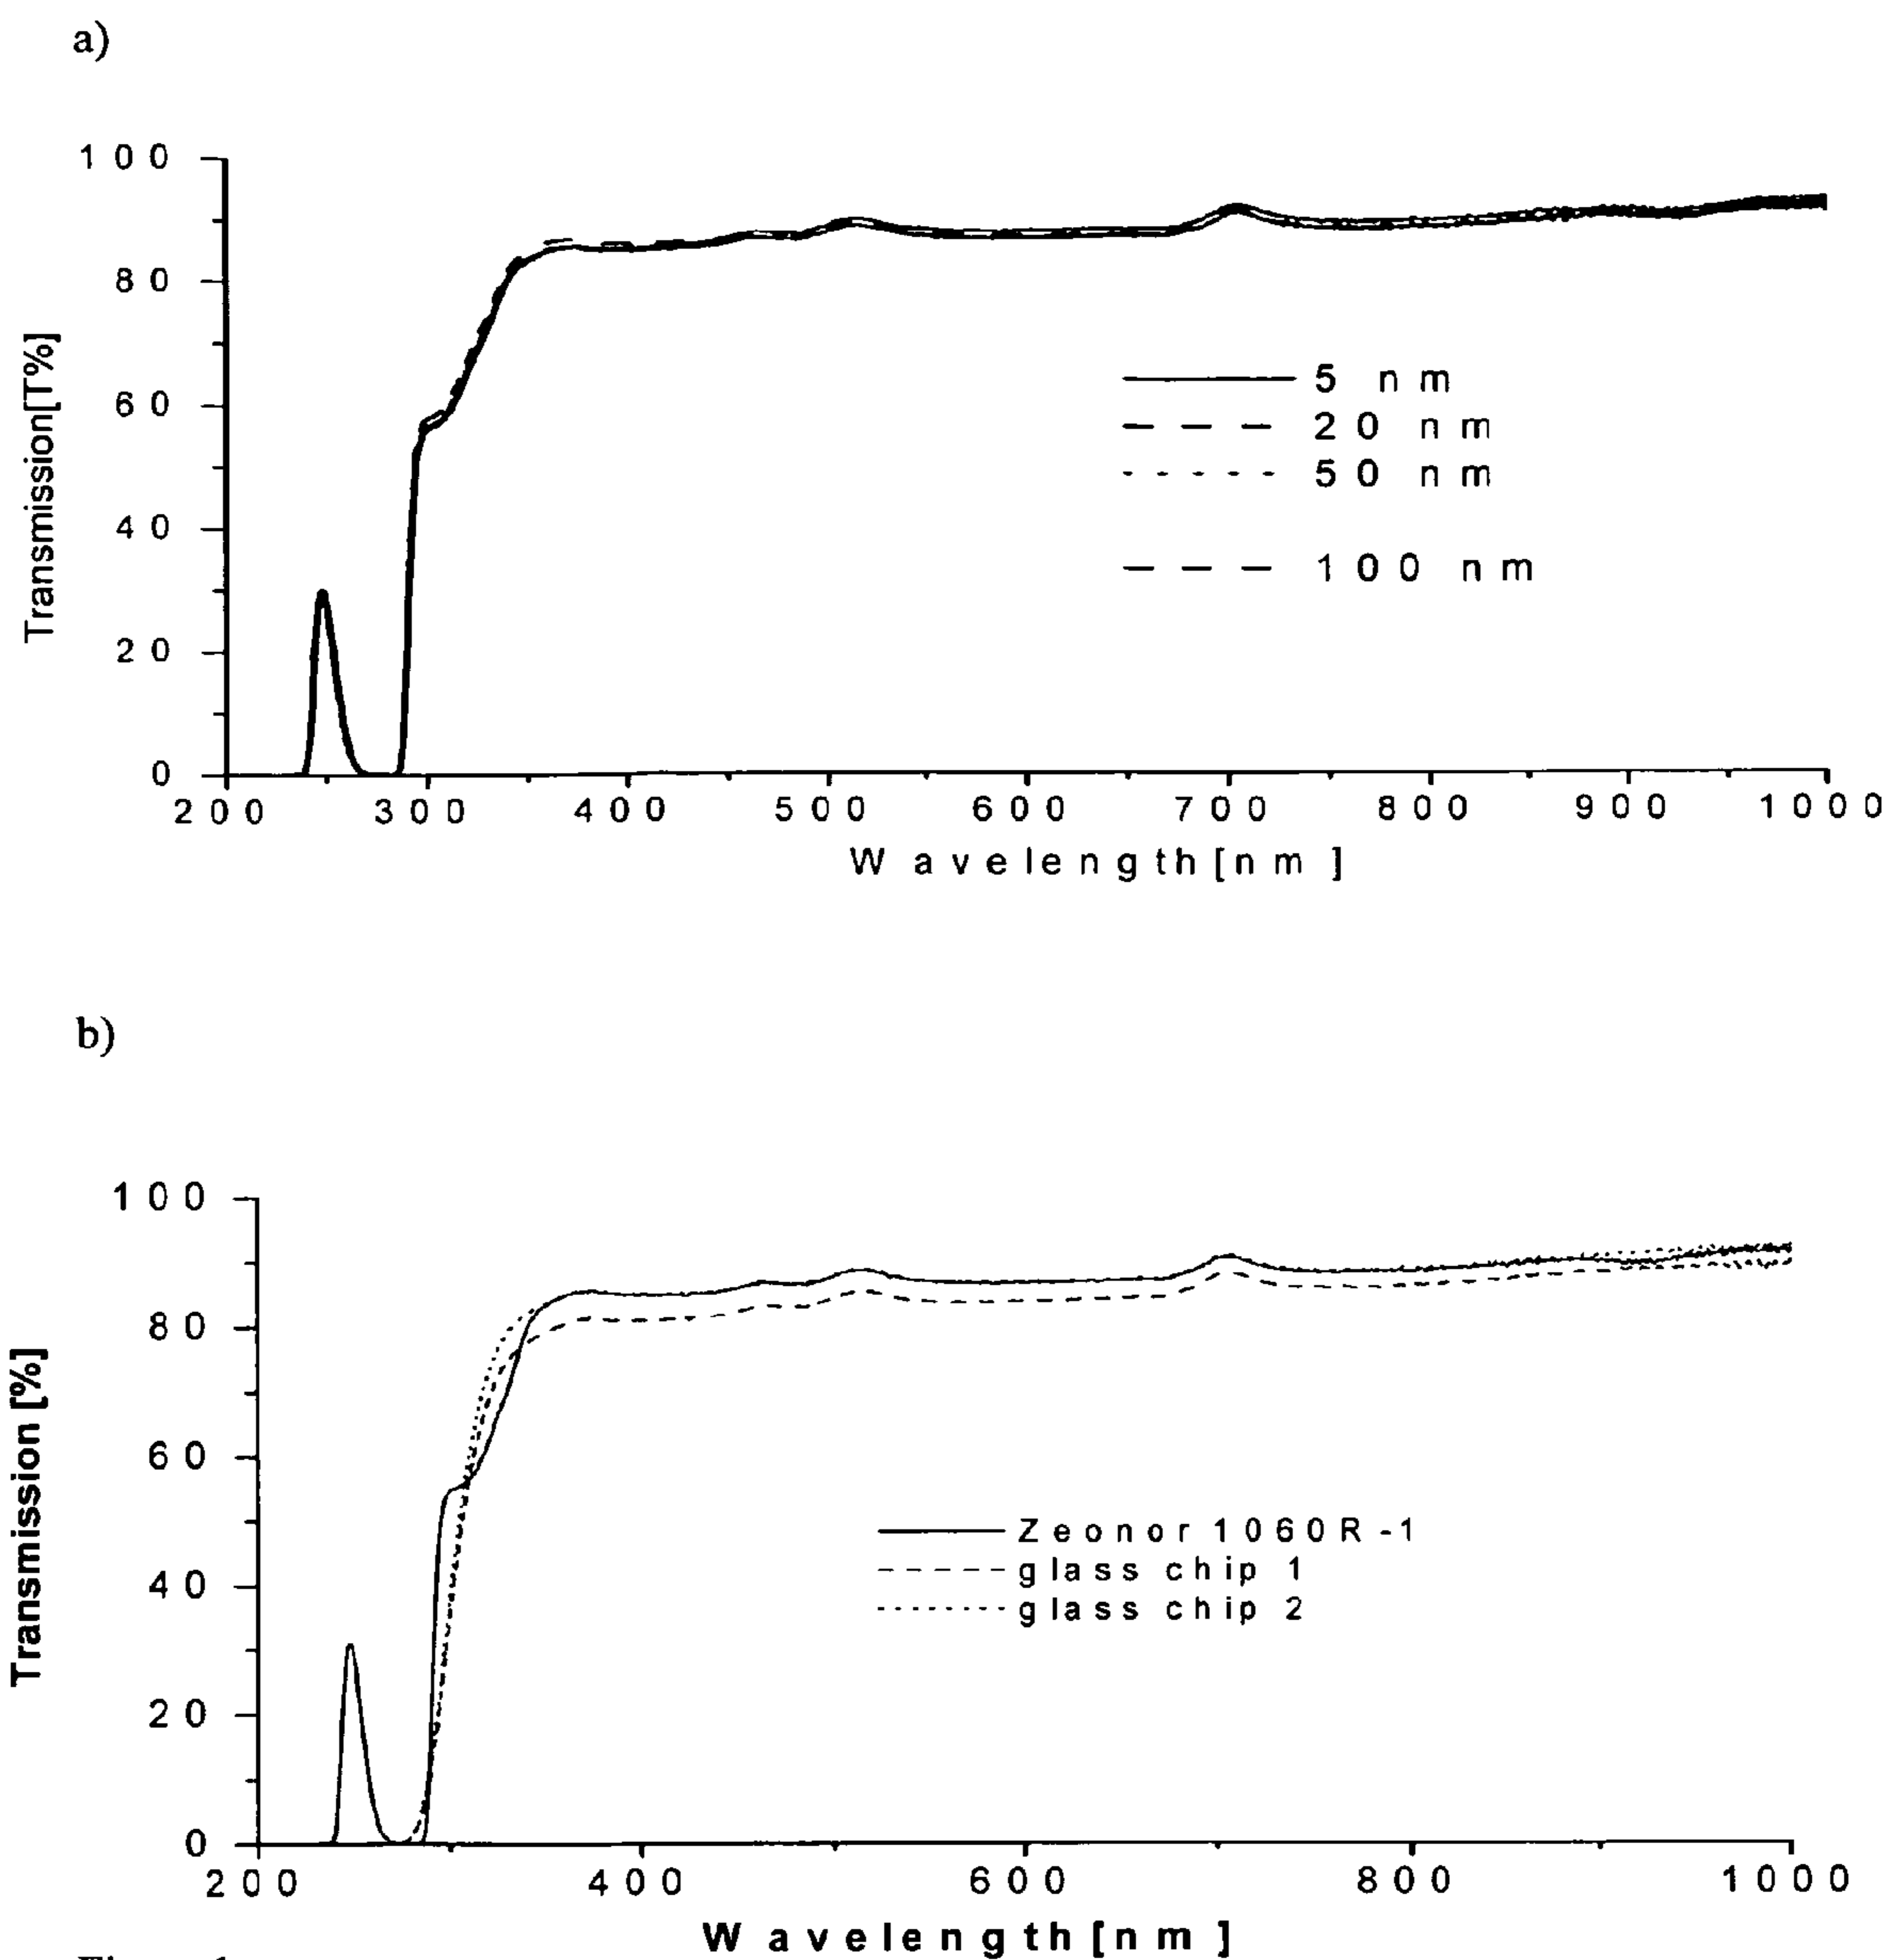 a)
100
80
60
40
20
0
Transmission[T%]
5 nm
20 nm
50 nm
100 nm
200 300 400 500 600 700 800 900 1000
Wavelength[nm]
b)
100
80
60
40
20
0
Transmission [%]
Zeonor 1060R-1
glass chip 1
glass chip 2
200 400 600 800 1000
Wavelength[nm]